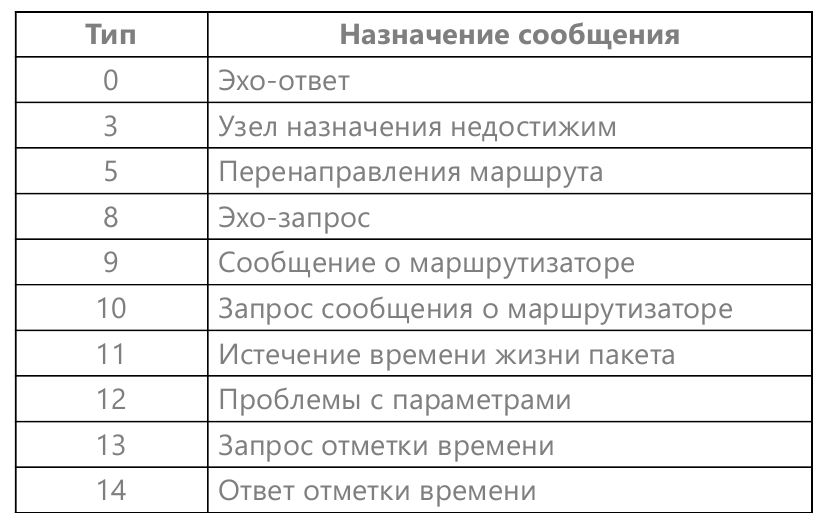 Тип Назначение сообщения
0 Эхо-ответ
3 Узел назначения недостижим
5 Перенаправления маршрута
8 Эхо-запрос
9 Сообщение о маршрутизаторе
10 Запрос сообщения о маршрутизаторе
11 Истечение времени жизни пакета
12 Проблемы с параметрами
13 Запрос отметки времени
14 Ответ отметки времени